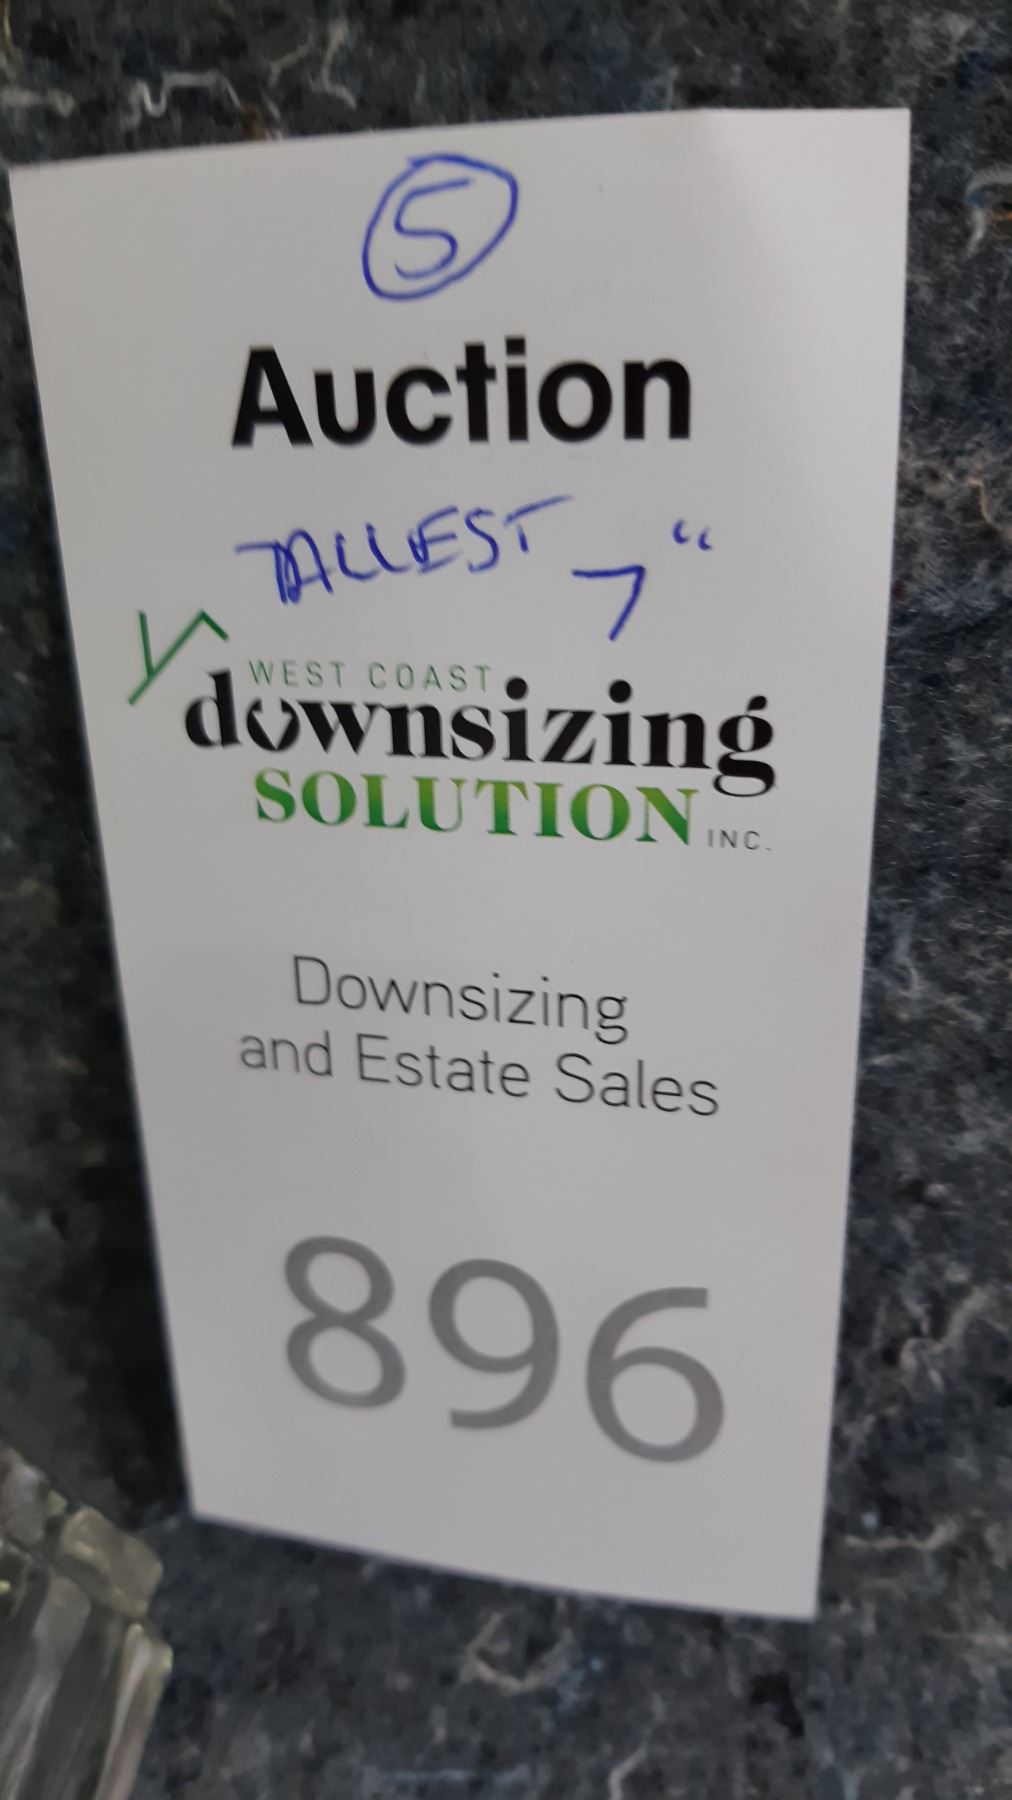 5
Auction
TALLEST 7"
WEST COAST
downsizing
SOLUTION INC.
Downsizing
and Estate Sales
896